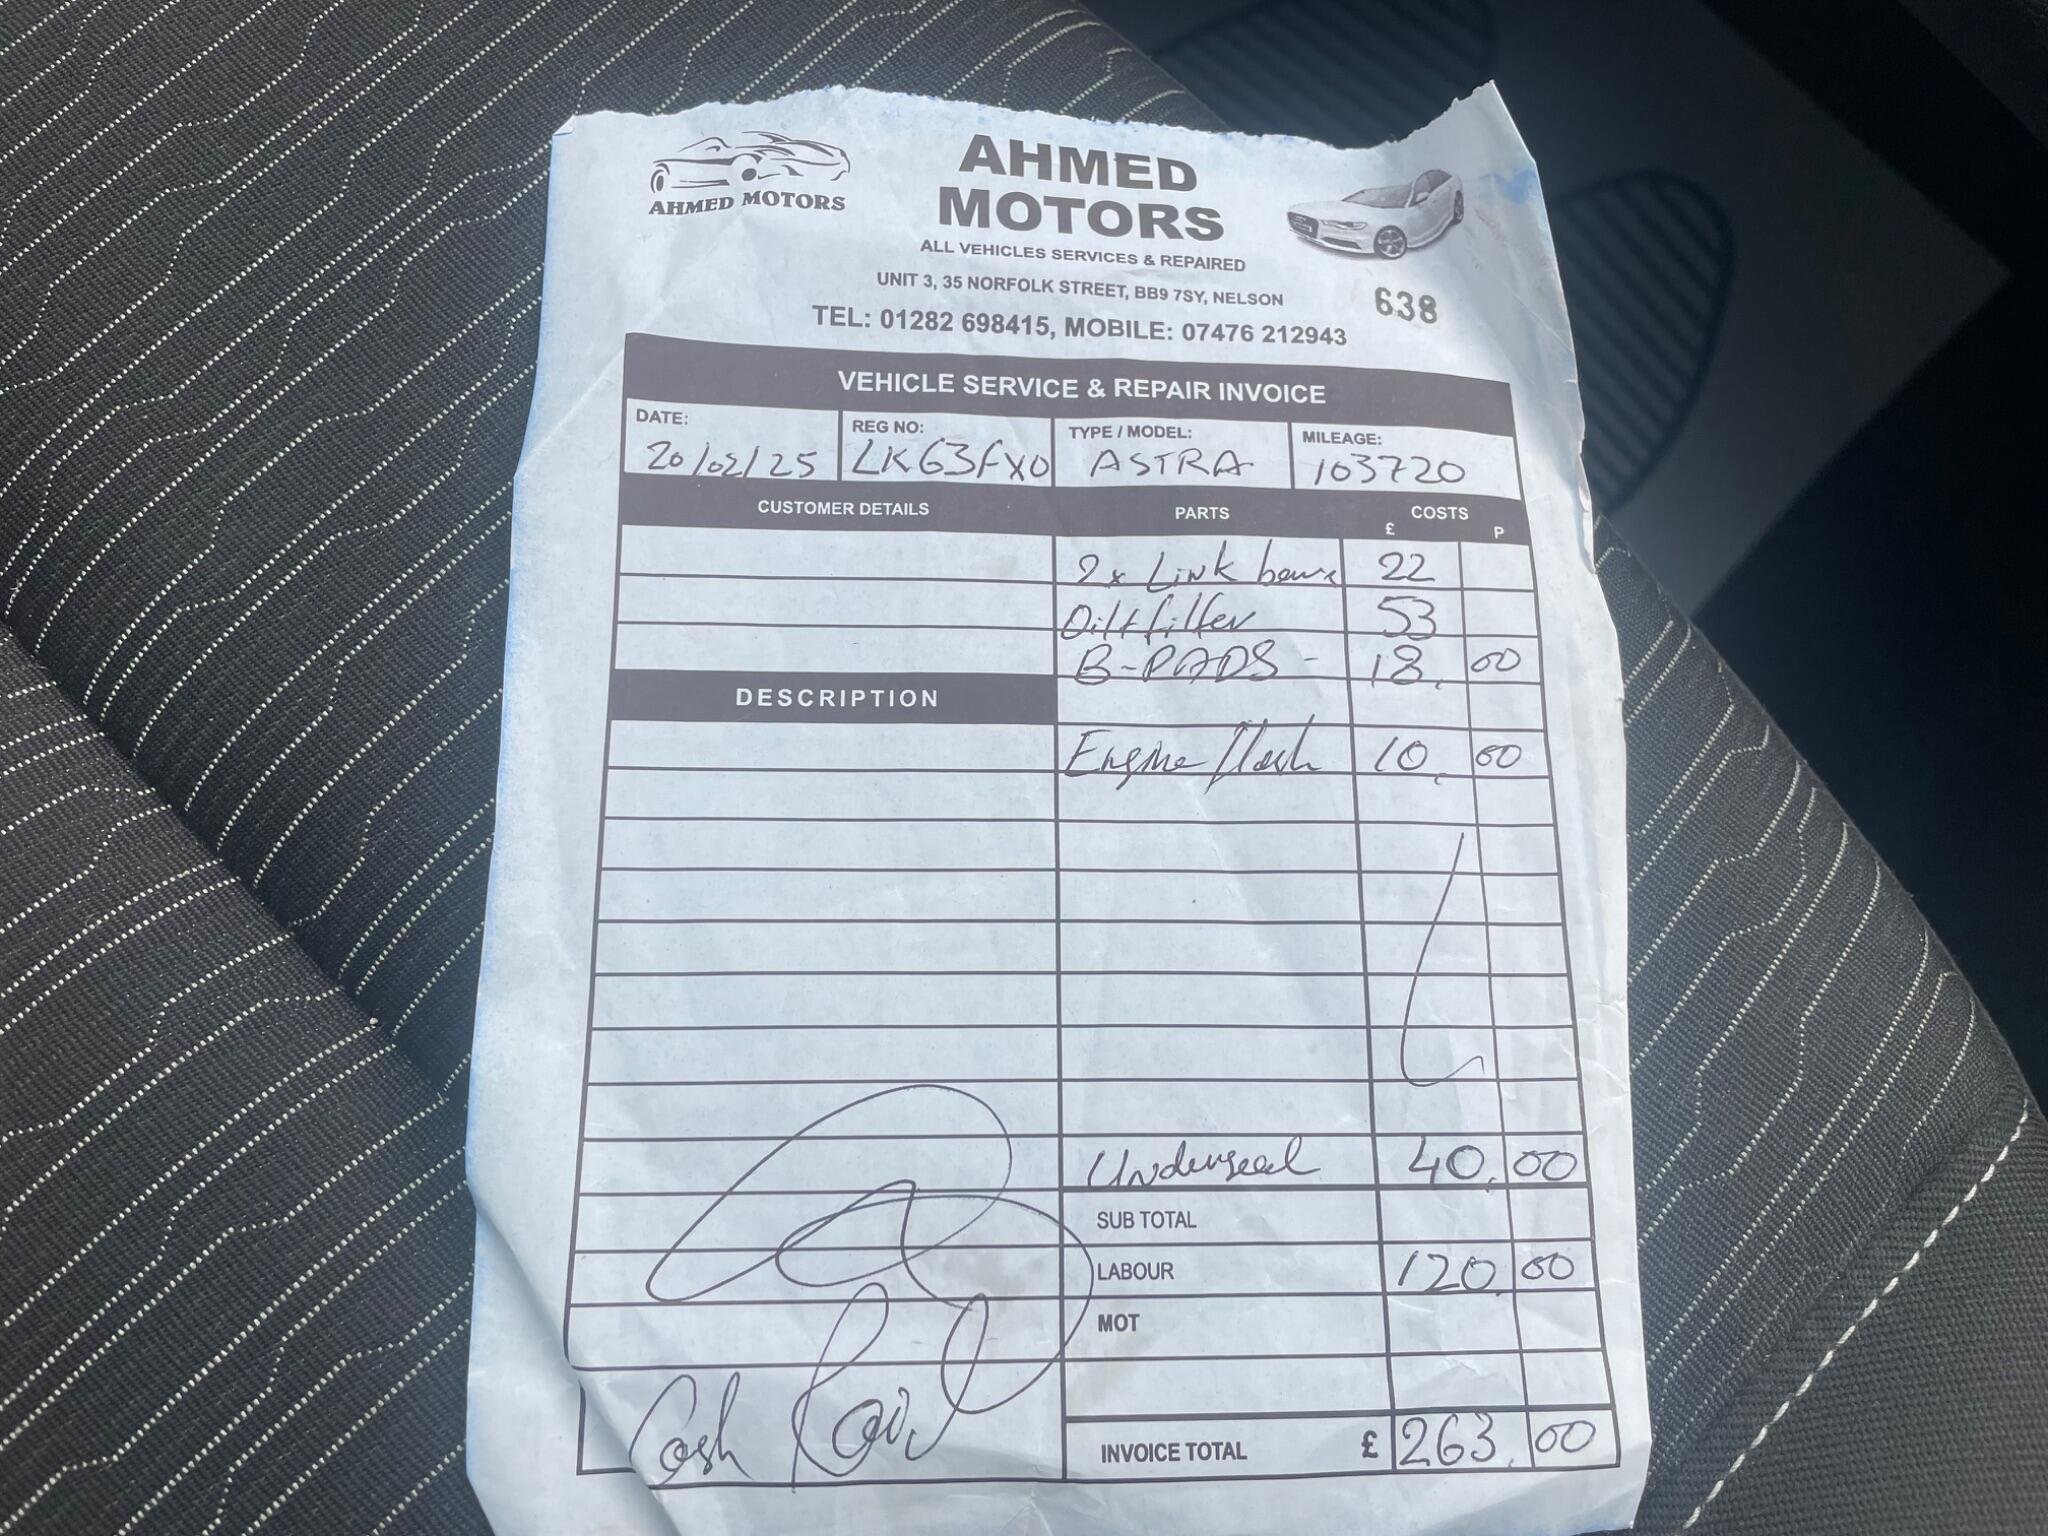 AHMED MOTORS
AHMED
MOTORS
ALL VEHICLES SERVICES & REPAIRED
UNIT 3, 35 NORFOLK STREET, BB9 7SY, NELSON
TEL: 01282 698415, MOBILE: 07476 212943
638
VEHICLE SERVICE & REPAIR INVOICE
DATE: REG NO: TYPE / MODEL: MILEAGE:
20/02/25 LK63FXO ASTRA 103720
CUSTOMER DETAILS PARTS COSTS
£ P
2x Link 22
Oil+filter 53
B-PADS - 18. 00
DESCRIPTION
Engine flash 10. 00
Underseal 40. 00
SUB TOTAL
LABOUR 120. 00
MOT
Cash Paid
INVOICE TOTAL £ 263. 00